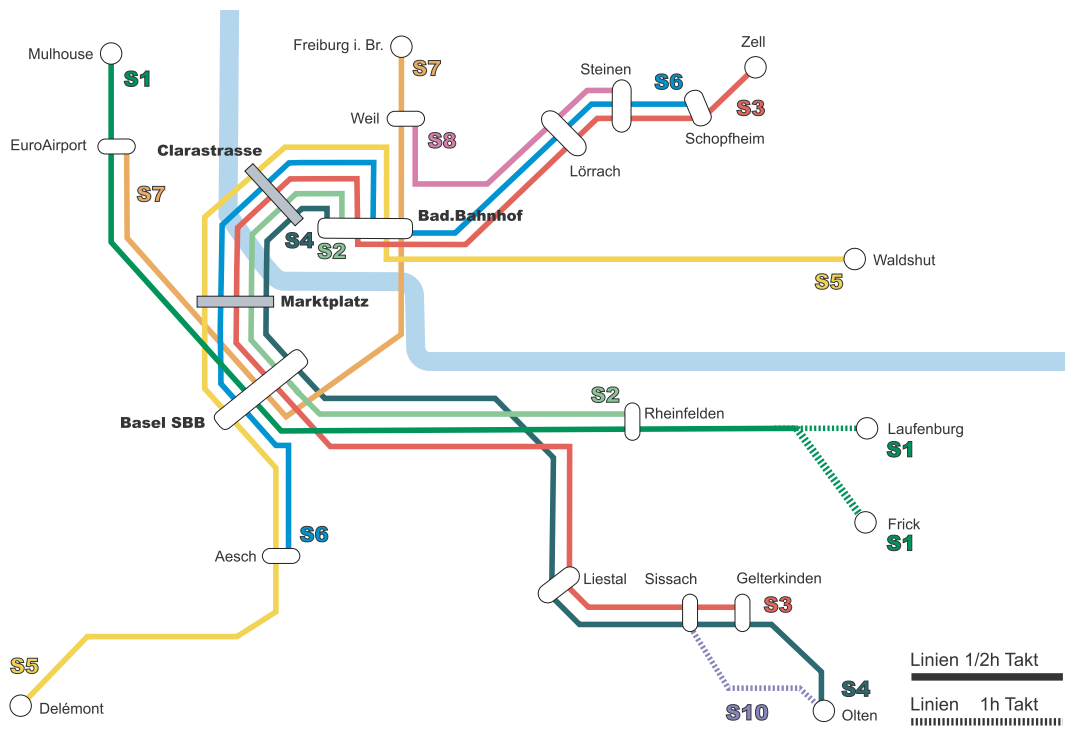 Mulhouse
S1
Freiburg i. Br.
S7
Zell
Steinen
S6
S3
Weil
S8
Schopfheim
EuroAirport
Clarastrasse
Lörrach
S7
Bad.Bahnhof
S4
S2
Waldshut
S5
Marktplatz
Basel SBB
S2
Rheinfelden
Laufenburg
S1
Frick
S1
S6
Aesch
Liestal
Sissach
Gelterkinden
S3
S5
Delémont
S4
S10
Olten
Linien 1/2h Takt
Linien 1h Takt